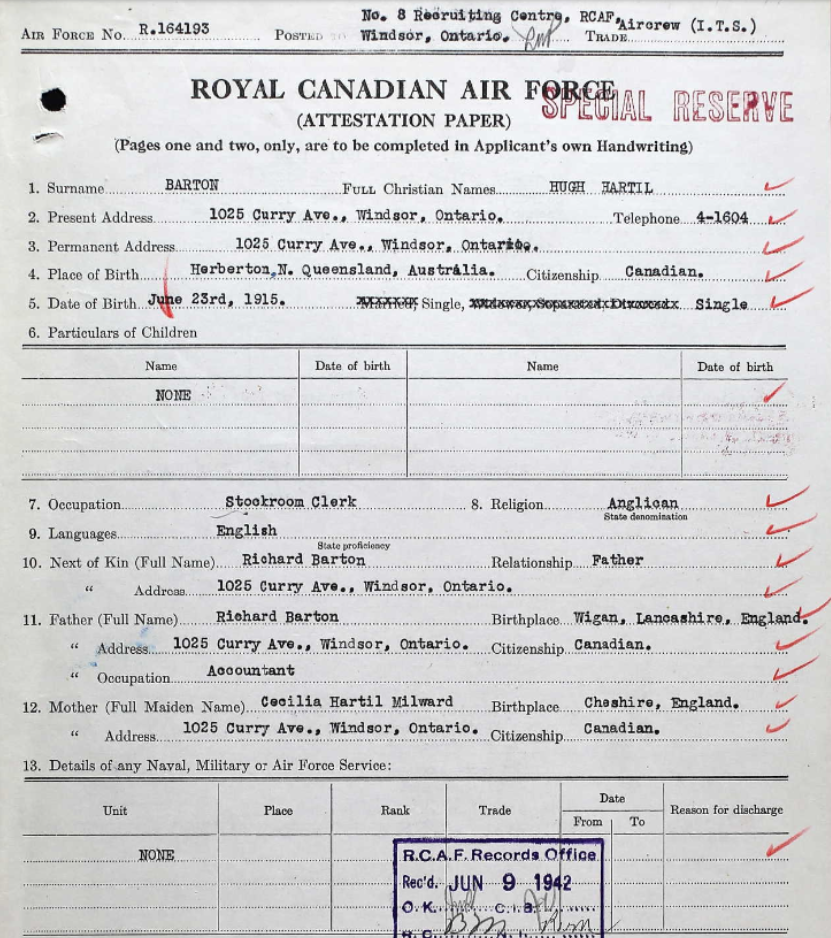 No. 8 Recruiting Centre, RCAF, Aircrew (I.T.S.)
AIR FORCE NO. R.164193 POSTED TO Windsor, Ontario. TRADE
ROYAL CANADIAN AIR FORCE
SPECIAL RESERVE
(ATTESTATION PAPER)
(Pages one and two, only, are to be completed in Applicant's own Handwriting)
1. Surname BARTON FULL Christian Names HUGH HARTIL
2. Present Address 1025 Curry Ave., Windsor, Ontario. Telephone 4-1604
3. Permanent Address 1025 Curry Ave., Windsor, Ontario.
4. Place of Birth Herberton, N. Queensland, Australia. Citizenship Canadian.
5. Date of Birth June 23rd, 1915. Married, Single, Widower, Separated, Divorced Single
6. Particulars of Children
Name Date of birth Name Date of birth
NONE
7. Occupation Stockroom Clerk 8. Religion Anglican
State denomination
9. Languages English
State proficiency
10. Next of Kin (Full Name) Richard Barton Relationship Father
" Address 1025 Curry Ave., Windsor, Ontario.
11. Father (Full Name) Richard Barton Birthplace Wigan, Lancashire, England.
" Address 1025 Curry Ave., Windsor, Ontario. Citizenship Canadian.
" Occupation Accountant
12. Mother (Full Maiden Name) Cecilia Hartil Milward Birthplace Cheshire, England.
" Address 1025 Curry Ave., Windsor, Ontario. Citizenship Canadian.
13. Details of any Naval, Military or Air Force Service:
Unit Place Rank Trade Date Reason for discharge
From To
NONE
R.C.A.F. Records Office
Rec'd. JUN 9 1942
O.K. C.I.B.